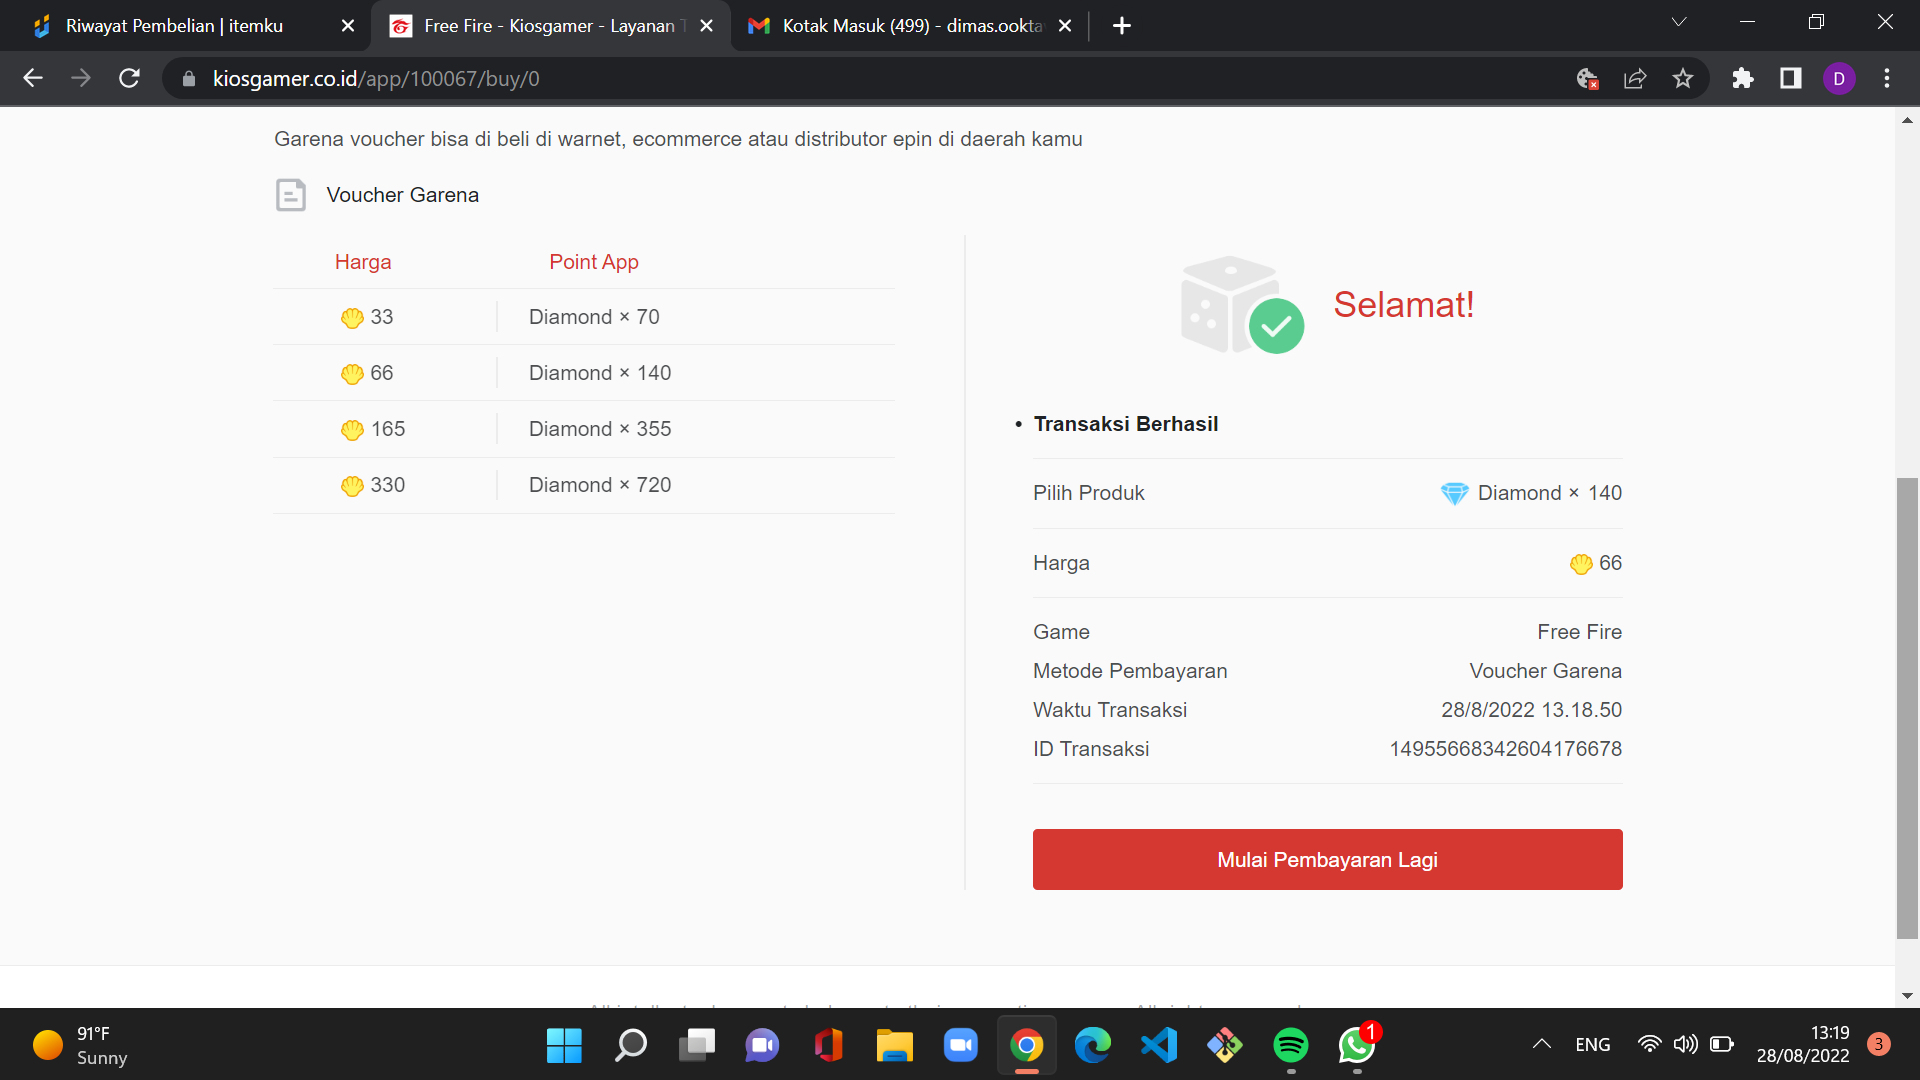 Riwayat Pembelian | itemku
Free Fire - Kiosgamer - Layanan T
Kotak Masuk (499) - dimas.ookta
kiosgamer.co.id/app/100067/buy/0
D
Garena voucher bisa di beli di warnet, ecommerce atau distributor epin di daerah kamu
Voucher Garena
Harga Point App
33 Diamond × 70
66 Diamond × 140
165 Diamond × 355
330 Diamond × 720
Selamat!
• Transaksi Berhasil
Pilih Produk Diamond × 140
Harga 66
Game Free Fire
Metode Pembayaran Voucher Garena
Waktu Transaksi 28/8/2022 13.18.50
ID Transaksi 14955668342604176678
Mulai Pembayaran Lagi
91°F
Sunny
1
ENG
13:19
28/08/2022
3